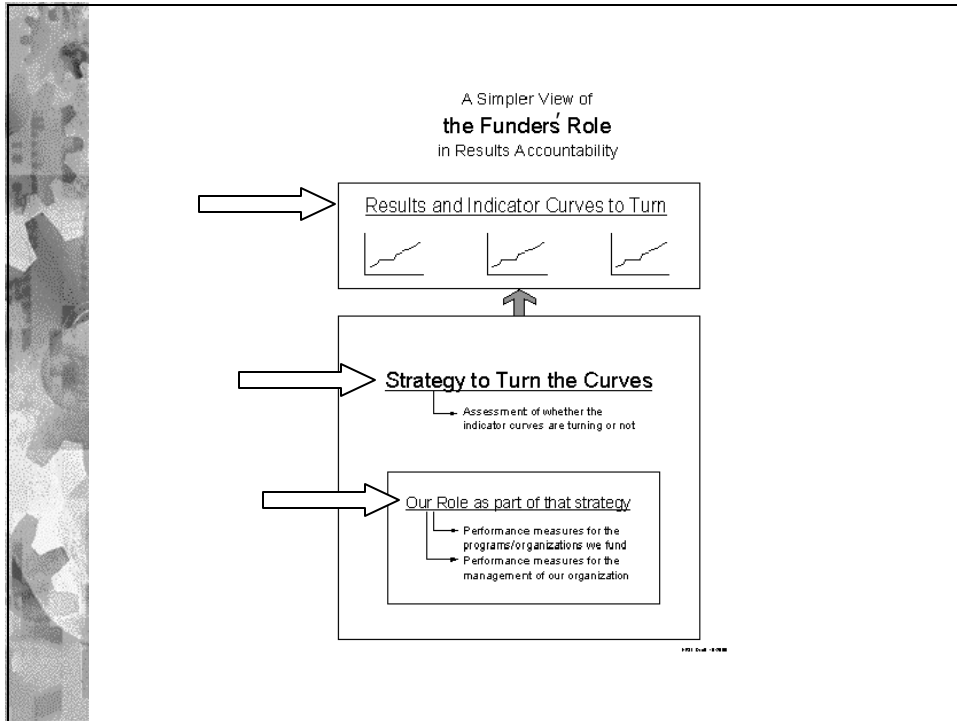 A Simpler View of
the Funders' Role
in Results Accountability
Results and Indicator Curves to Turn
Strategy to Turn the Curves
Assessment of whether the
indicator curves are turning or not
Our Role as part of that strategy
Performance measures for the
programs/organizations we fund
Performance measures for the
management of our organization